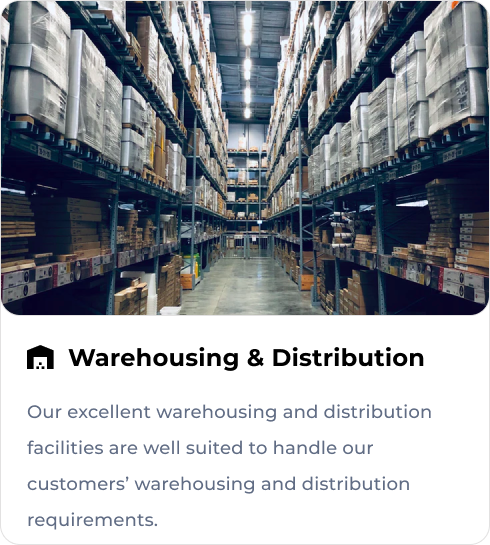 Warehousing & Distribution
Our excellent warehousing and distribution
facilities are well suited to handle our
customers’ warehousing and distribution
requirements.